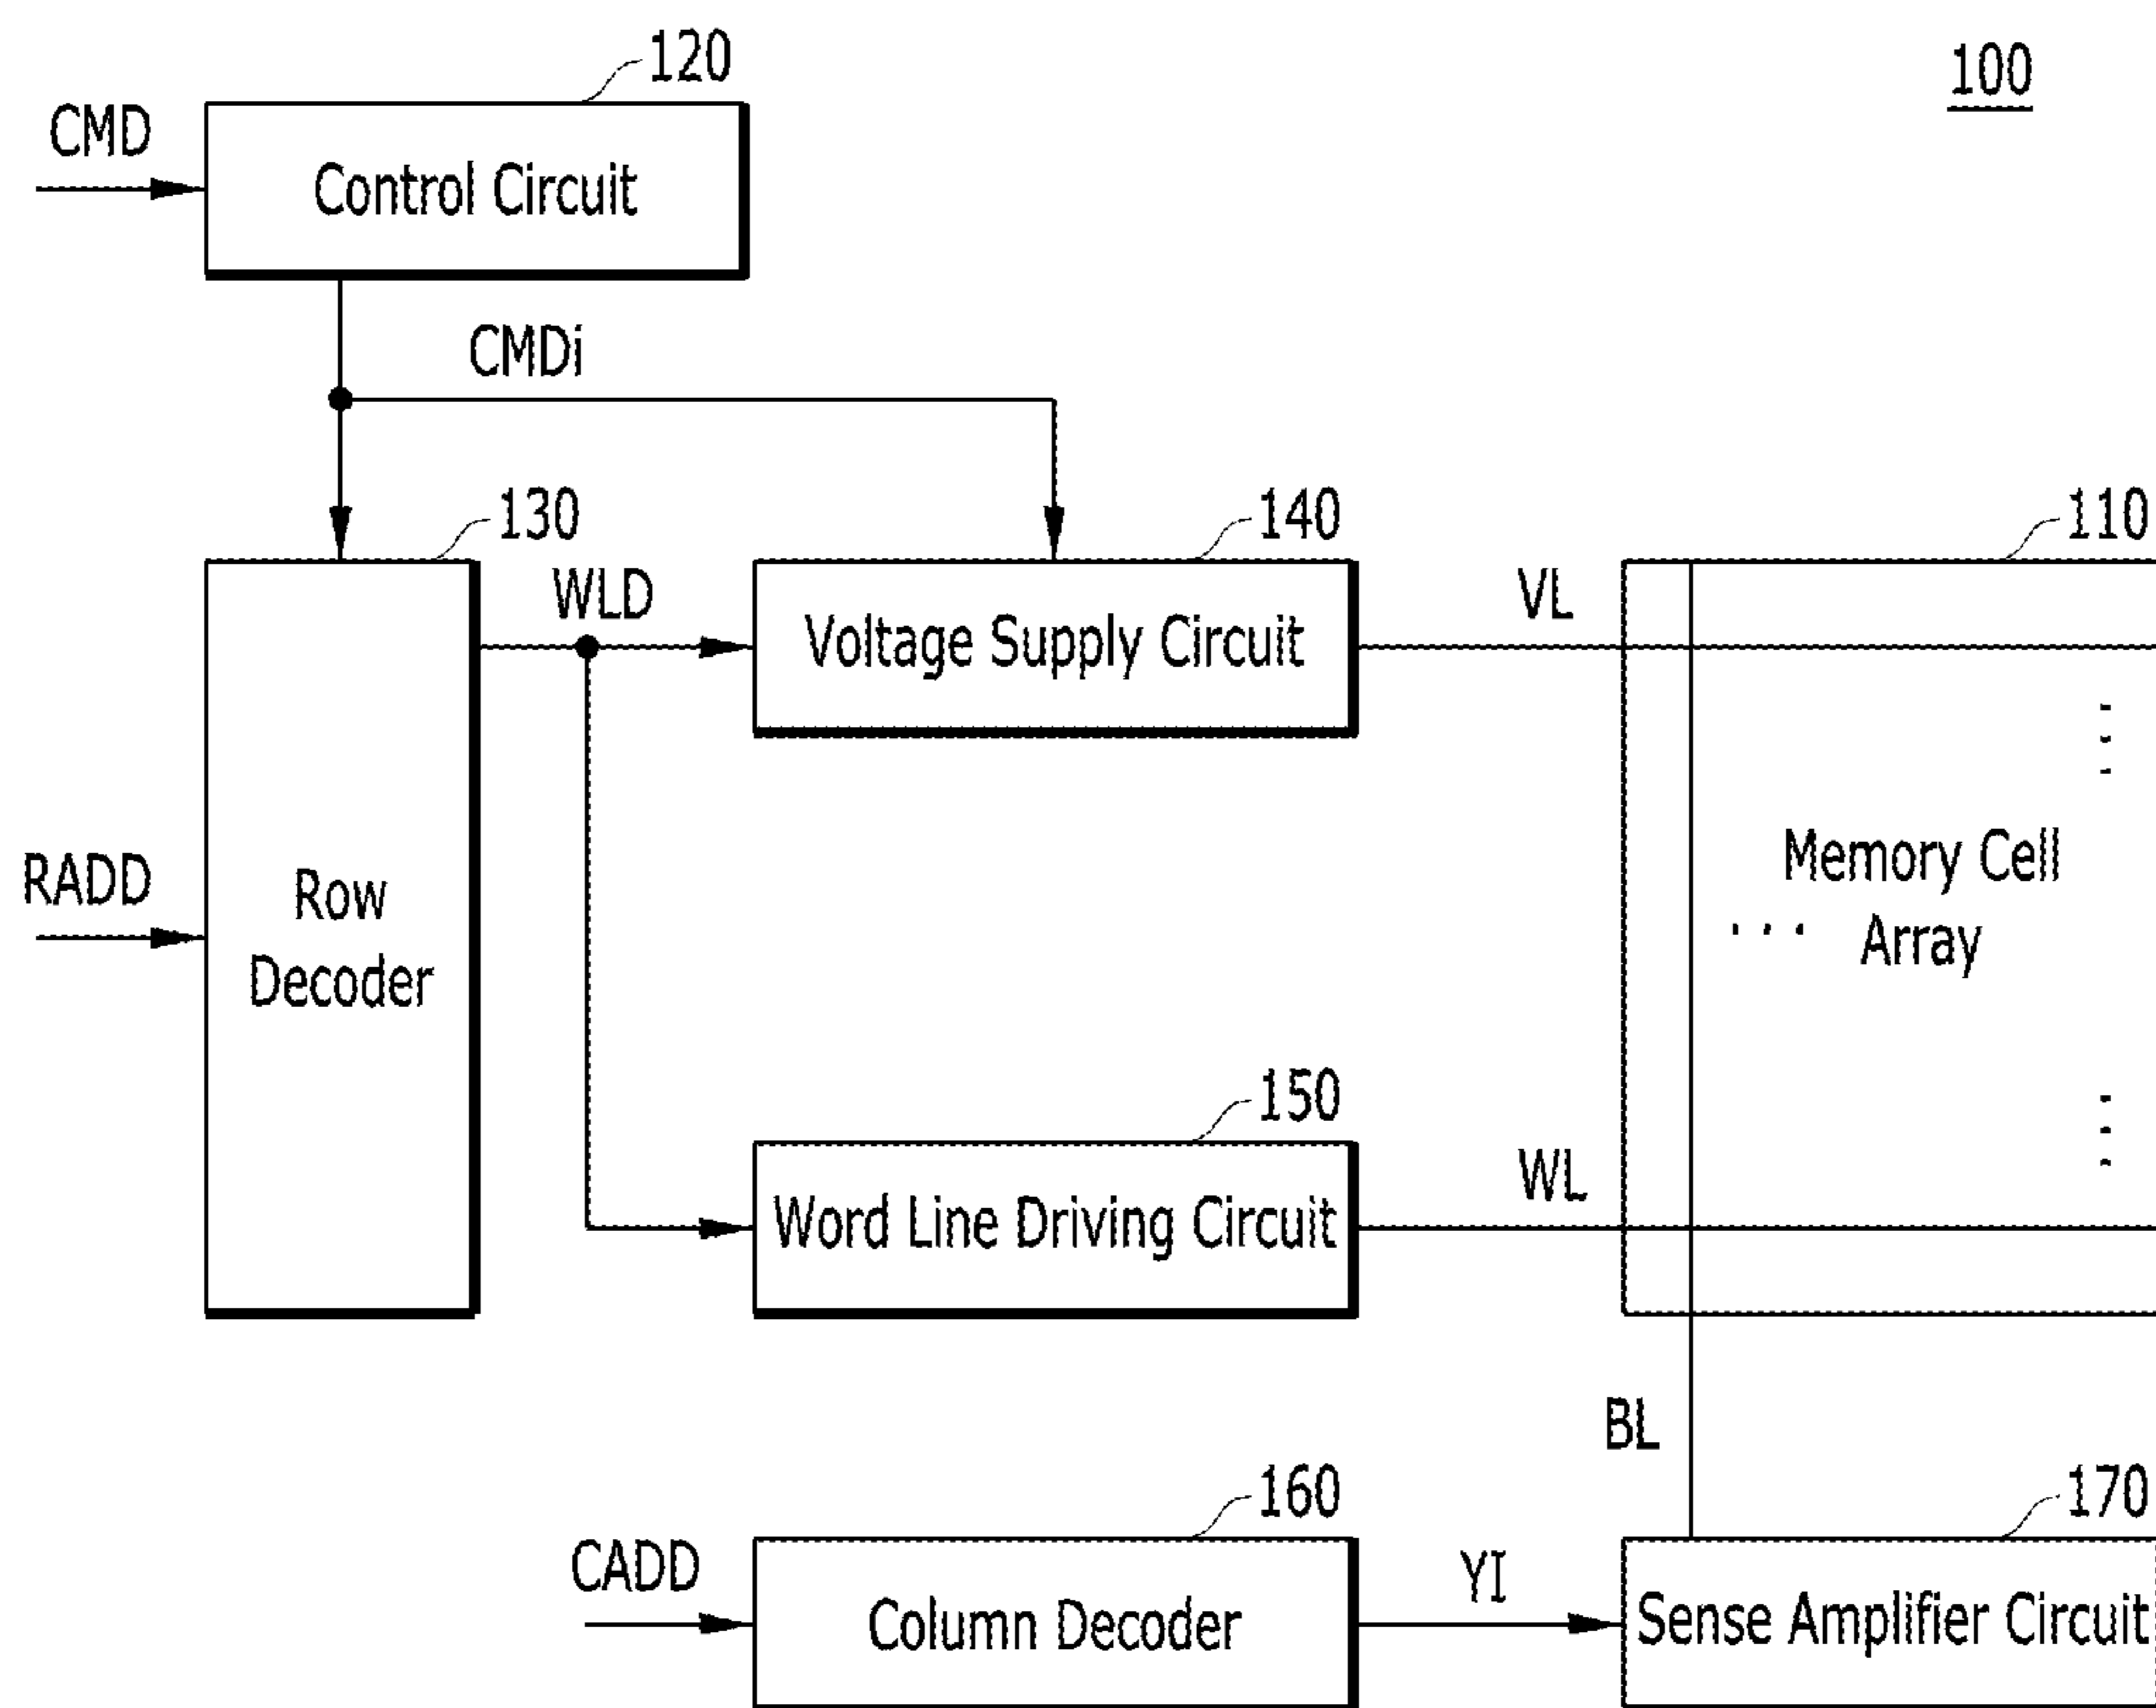 120
100
CMD
Control Circuit
CMDi
130
140
110
WLD
VL
Voltage Supply Circuit
RADD
Row
Decoder
Memory Cell
Array
150
WL
Word Line Driving Circuit
BL
160
170
CADD
YI
Column Decoder
Sense Amplifier Circuit